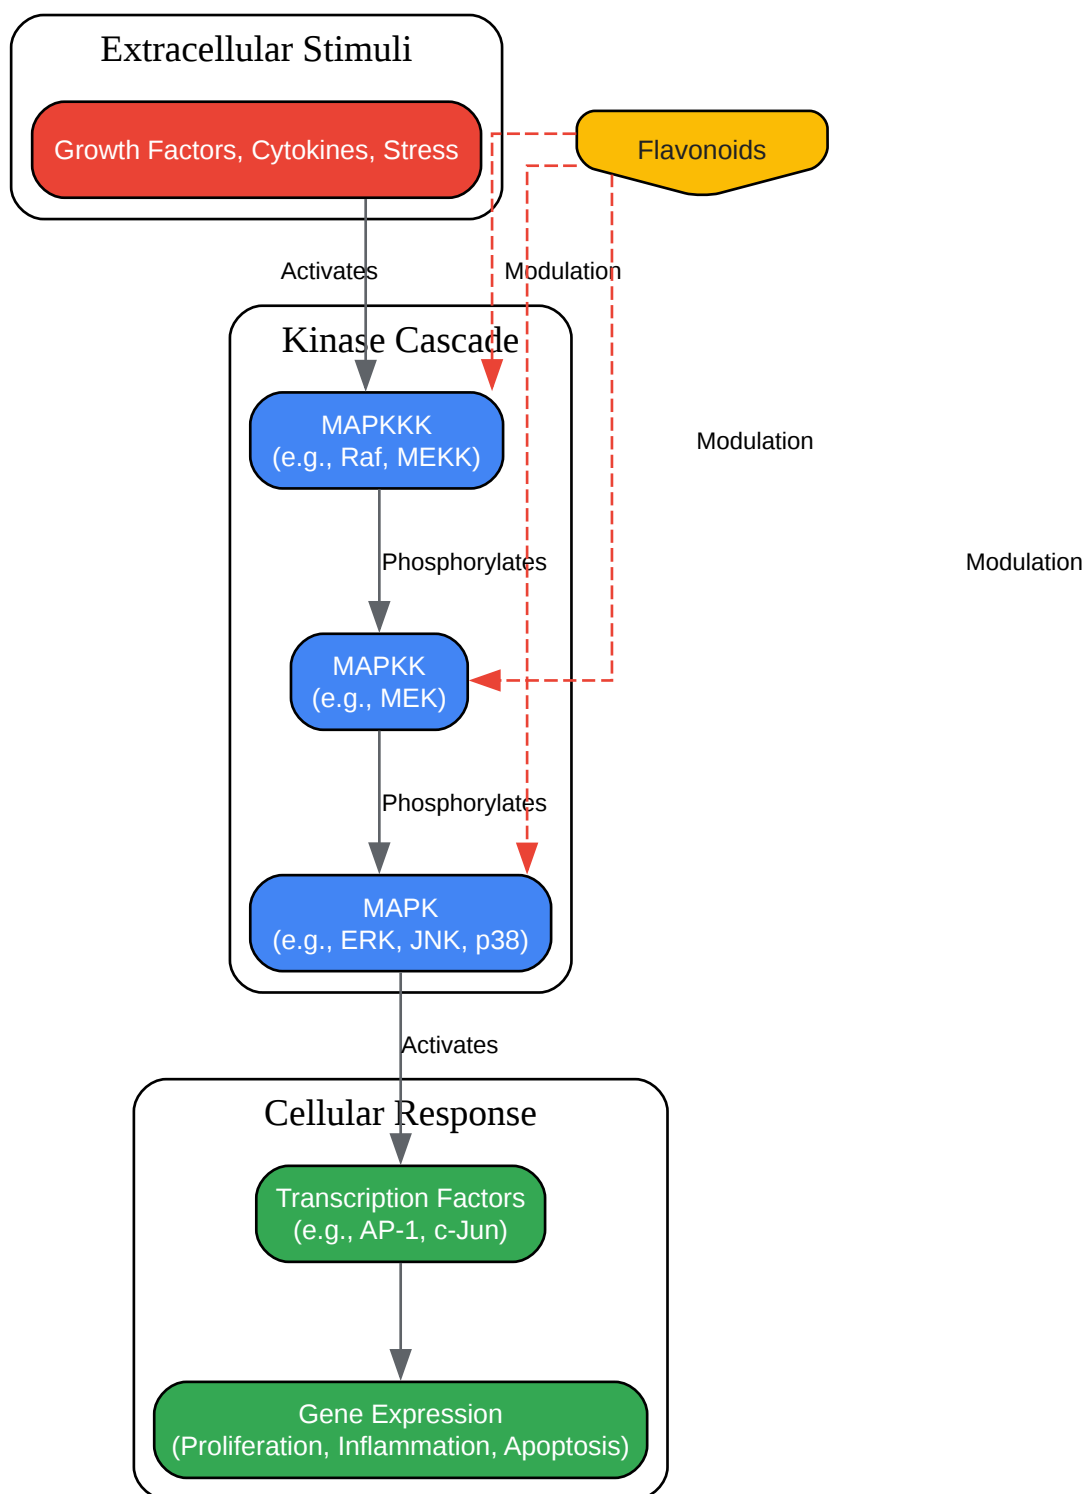 Extracellular Stimuli
Growth Factors, Cytokines, Stress
Flavonoids
Activates
Modulation
Kinase Cascade
MAPKKK
(e.g., Raf, MEKK)
Modulation
Phosphorylates
Modulation
MAPKK
(e.g., MEK)
Phosphorylates
MAPK
(e.g., ERK, JNK, p38)
Activates
Cellular Response
Transcription Factors
(e.g., AP-1, c-Jun)
Gene Expression
(Proliferation, Inflammation, Apoptosis)